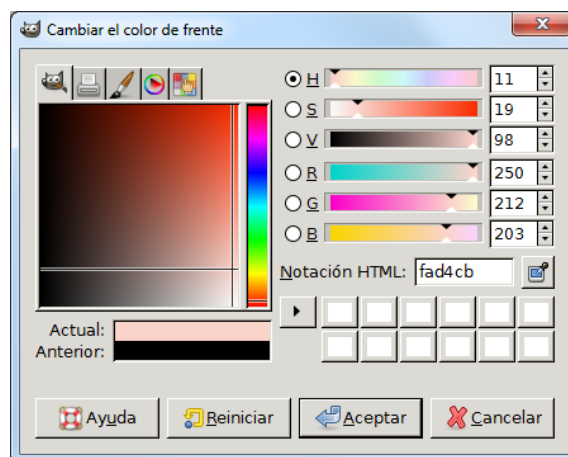 Cambiar el color de frente
H 11
S 19
V 98
R 250
G 212
B 203
Notación HTML: fad4cb
Actual:
Anterior:
Ayuda Reiniciar Aceptar Cancelar